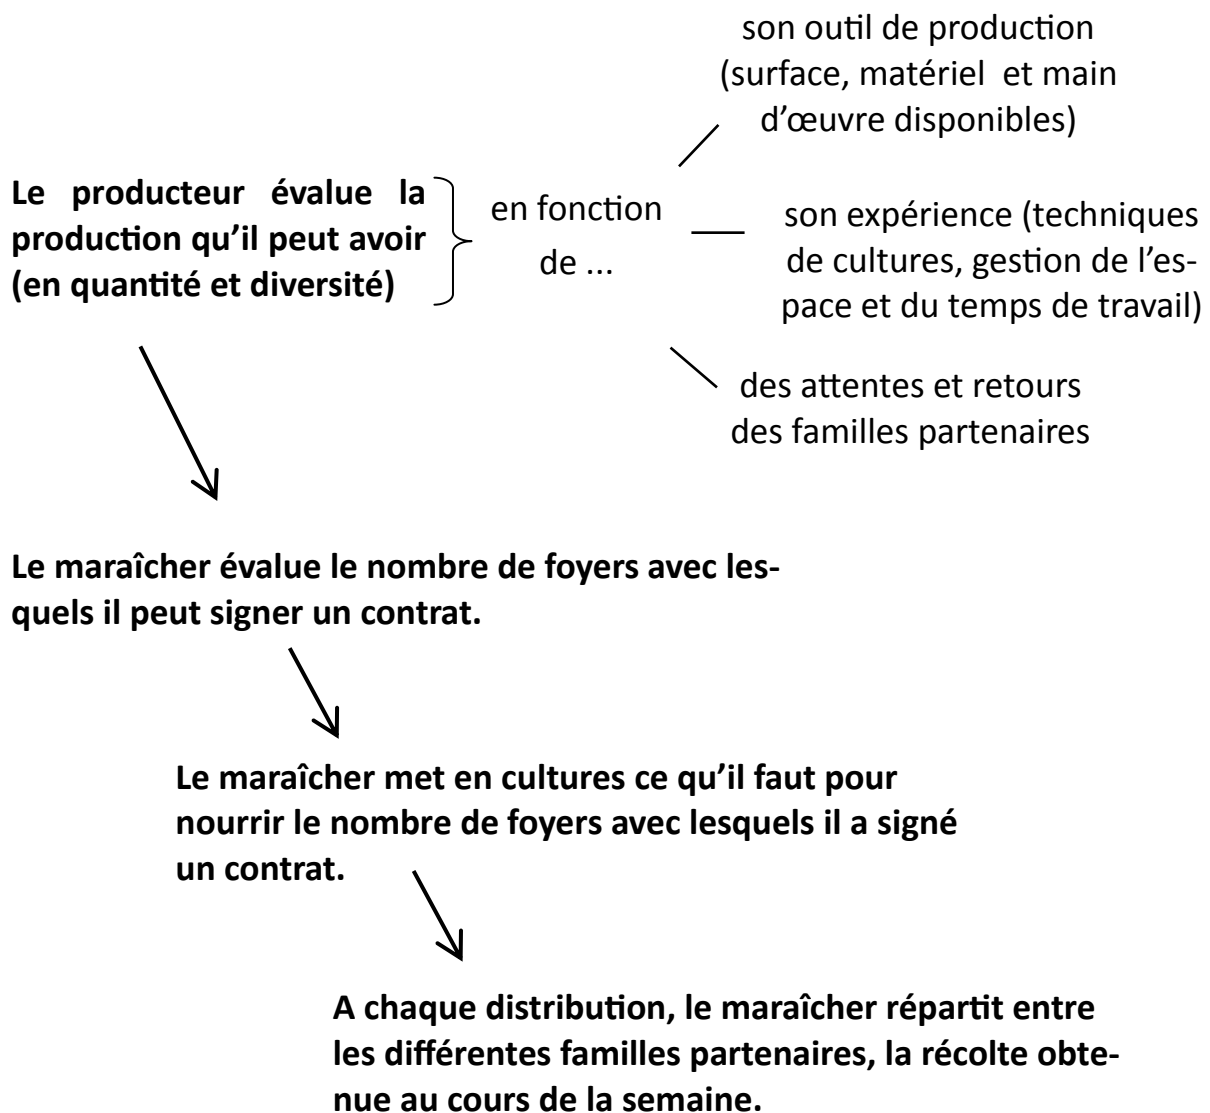 son outil de production
(surface, matériel et main
d'œuvre disponibles)
Le producteur évalue la
production qu'il peut avoir
(en quantité et diversité)
en fonction
de ...
son expérience (techniques
de cultures, gestion de l'es-
pace et du temps de travail)
des attentes et retours
des familles partenaires
Le maraîcher évalue le nombre de foyers avec les-
quels il peut signer un contrat.
Le maraîcher met en cultures ce qu'il faut pour
nourrir le nombre de foyers avec lesquels il a signé
un contrat.
A chaque distribution, le maraîcher répartit entre
les différentes familles partenaires, la récolte obte-
nue au cours de la semaine.